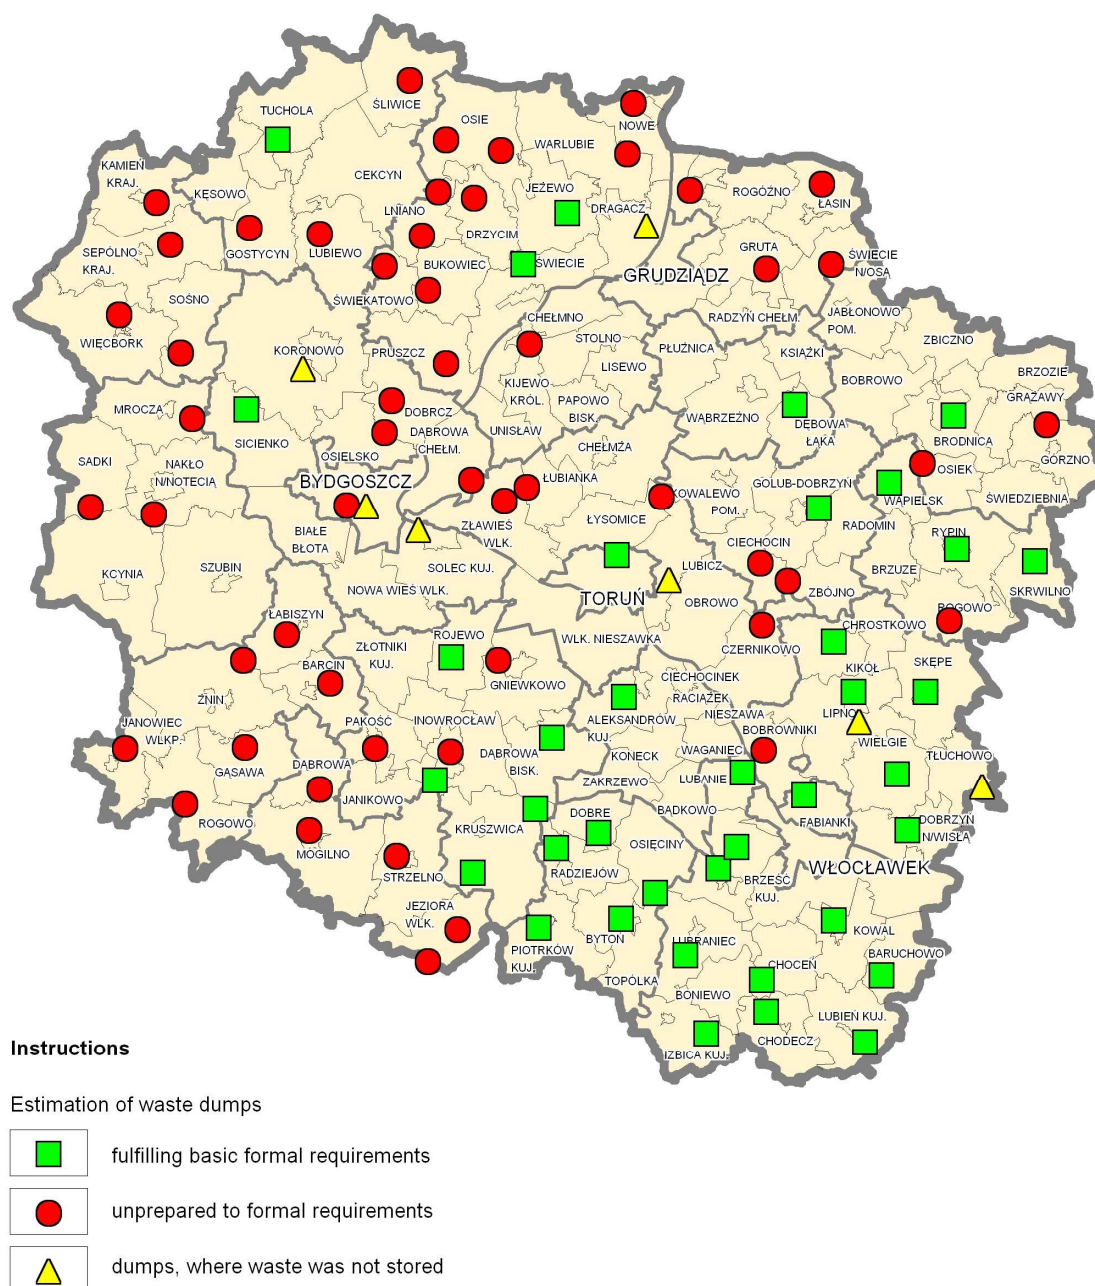 TUCHOLA
ŚLIWICE
OSIE
NOWE
WARLUBIE
KAMIEŃ
KRAJ.
KĘSOWO
CEKCYN
JEŻEWO
LNIANO
DRAGACZ
ROGÓŹNO
ŁASIN
DRZYCIM
SEPÓLNO
KRAJ.
GOSTYCYN
LUBIEWO
BUKOWIEC
ŚWIECIE
GRUTA
ŚWIECIE
N/OSĄ
GRUDZIĄDZ
SOŚNO
ŚWIEKATOWO
CHEŁMNO
RADZYŃ CHEŁM.
JABŁONOWO
POM.
WIĘCBORK
KORONOWO
PRUSZCZ
STOLNO
PŁUŹNICA
KSIĄŻKI
ZBICZNO
LISEWO
BRZOZIE
KIJEWO
KRÓL.
PAPOWO
BISK.
BOBROWO
GRAŻAWY
MROCZA
DOBRCZ
WĄBRZEŹNO
DĘBOWA
ŁĄKA
SICIENKO
DĄBROWA
CHEŁM.
UNISŁAW
BRODNICA
CHEŁMŻA
OSIELSKO
SADKI
NAKŁO
N/NOTECIĄ
GÓRZNO
OSIEK
BYDGOSZCZ
ŁUBIANKA
GOLUB-DOBRZYŃ
KOWALEWO
POM.
WĄPIELSK
ŚWIEDZIEBNIA
BIAŁE
BŁOTA
ZŁAWIEŚ
WLK.
ŁYSOMICE
RADOMIN
RYPIN
CIECHOCIN
KCYNIA
SZUBIN
SOLEC KUJ.
LUBICZ
BRZUZE
NOWA WIEŚ WLK.
ZBÓJNO
SKRWILNO
TORUŃ
OBROWO
ŁABISZYN
ROGOWO
CHROSTKOWO
ROJEWO
WLK. NIESZAWKA
ZŁOTNIKI
KUJ.
CZERNIKOWO
BARCIN
GNIEWKOWO
CIECHOCINEK
KIKÓŁ
SKĘPE
ŻNIN
RACIĄŻEK
LIPNO
JANOWIEC
WLKP.
PAKOŚĆ
INOWROCŁAW
ALEKSANDRÓW
KUJ.
NIESZAWA
BOBROWNIKI
WIELGIE
DĄBROWA
BISK.
KONECK
WAGANIEC
TŁUCHOWO
GĄSAWA
DĄBROWA
ZAKRZEWO
LUBANIE
JANIKOWO
ROGOWO
DOBRE
BĄDKOWO
FABIANKI
DOBRZYŃ
N/WISŁĄ
KRUSZWICA
MOGILNO
OSIĘCINY
STRZELNO
RADZIEJÓW
WŁOCŁAWEK
BRZEŚĆ
KUJ.
JEZIORA
WLK.
PIOTRKÓW
KUJ.
BYTOŃ
KOWAL
LUBRANIEC
BARUCHOWO
CHOCEŃ
TOPÓLKA
BONIEWO
LUBIEŃ KUJ.
CHODECZ
IZBICA KUJ.
Instructions
Estimation of waste dumps
fulfilling basic formal requirements
unprepared to formal requirements
dumps, where waste was not stored